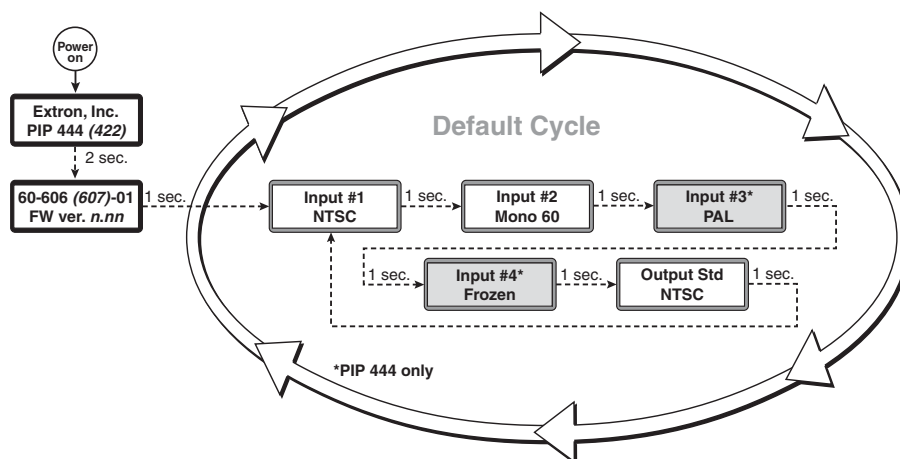 Power
on
Extron, Inc.
PIP 444 (422)
2 sec.
60-606 (607)-01
FW ver. n.nn
1 sec.
Default Cycle
Input #1
NTSC
1 sec.
Input #2
Mono 60
1 sec.
Input #3*
PAL
1 sec.
1 sec.
Input #4*
Frozen
1 sec.
Output Std
NTSC
1 sec.
*PIP 444 only